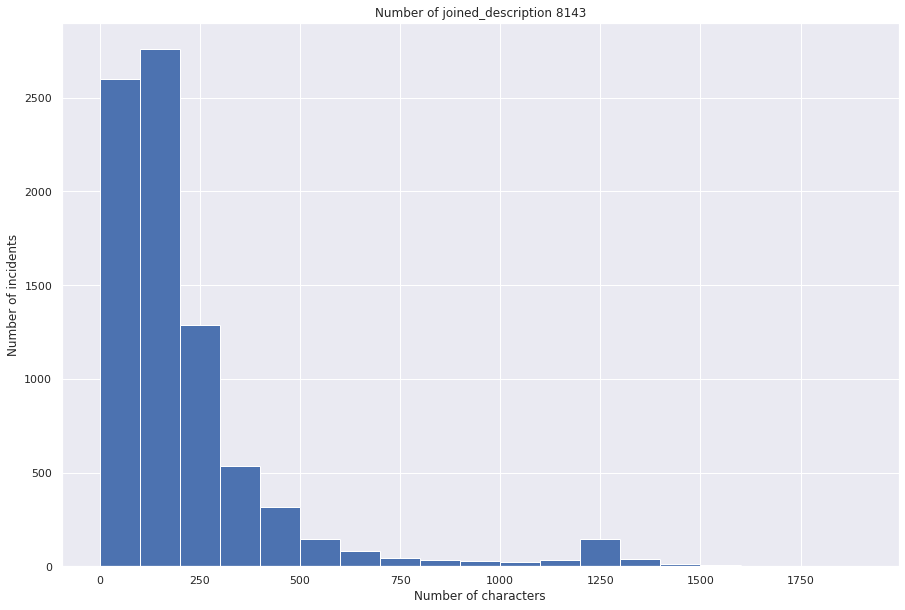 Number of joined_description 8143
Number of incidents
2500
2000
1500
1000
500
0
0 250 500 750 1000 1250 1500 1750
Number of characters